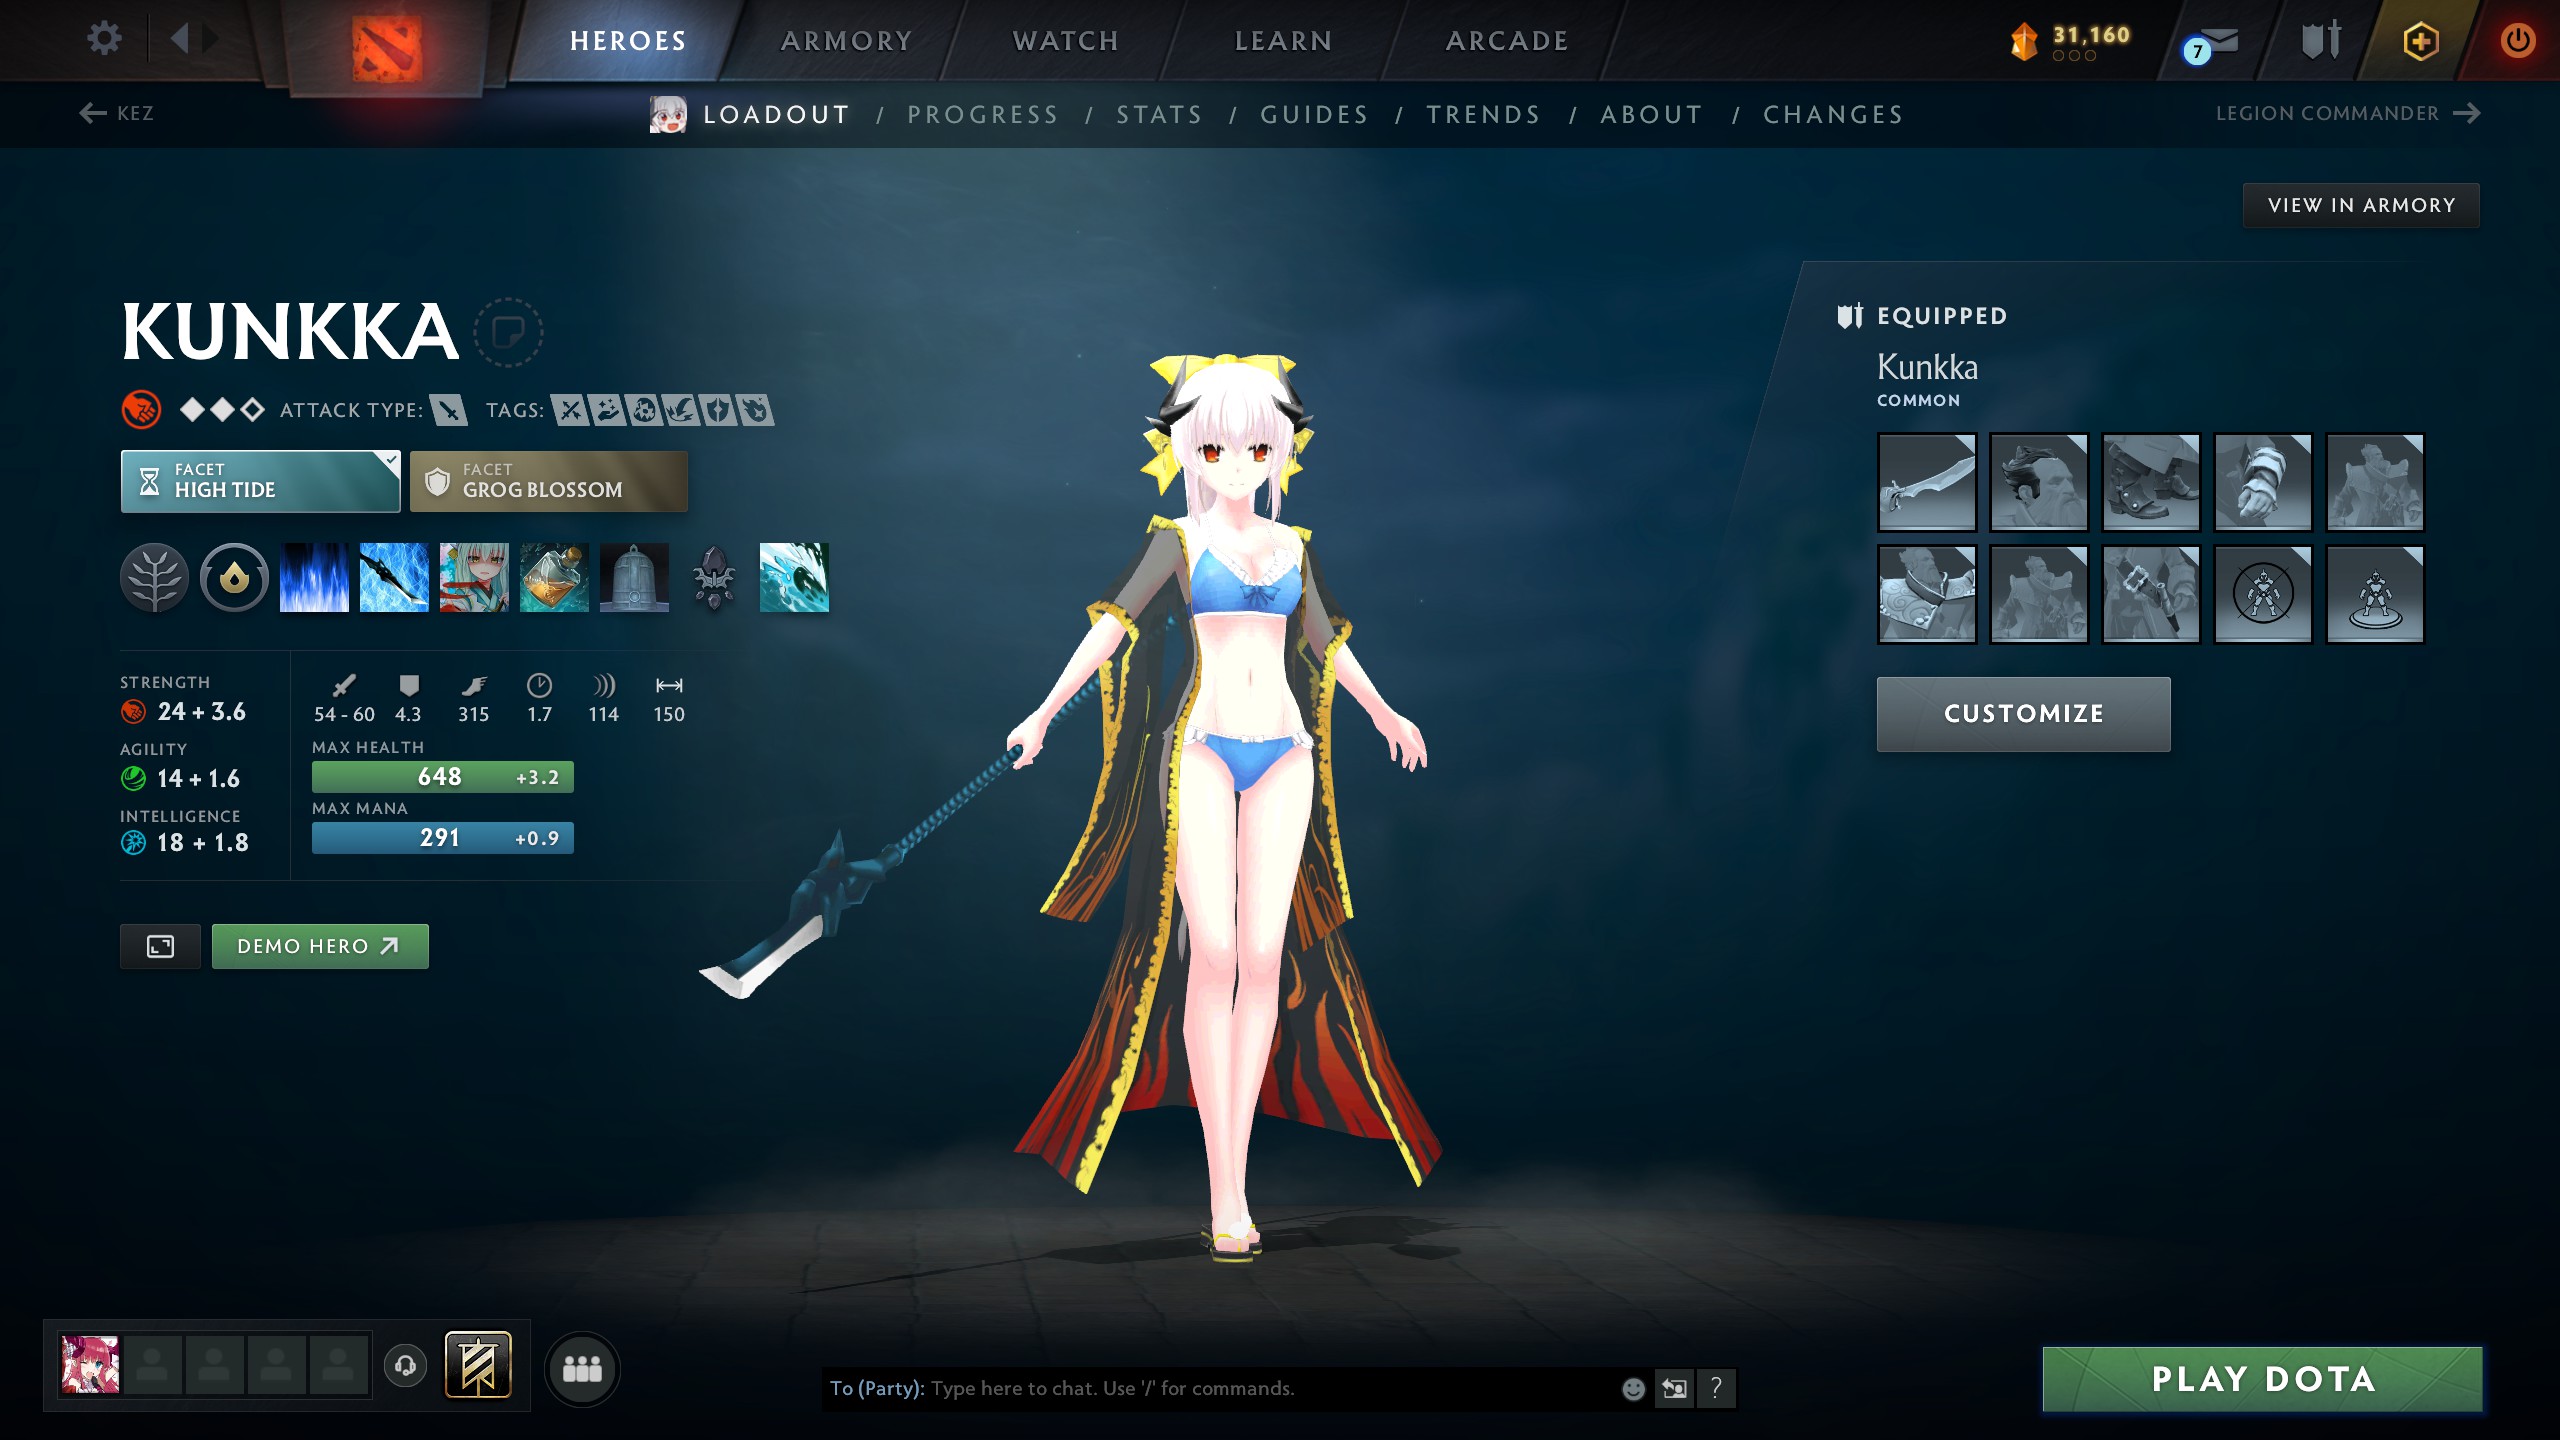 HEROES
ARMORY
WATCH
LEARN
ARCADE
31,160
7
KEZ
LOADOUT / PROGRESS / STATS / GUIDES / TRENDS / ABOUT / CHANGES
LEGION COMMANDER
VIEW IN ARMORY
KUNKKA
ATTACK TYPE:
TAGS:
FACET
HIGH TIDE
FACET
GROG BLOSSOM
STRENGTH
24 + 3.6
AGILITY
14 + 1.6
INTELLIGENCE
18 + 1.8
54 - 60
4.3
315
1.7
114
150
MAX HEALTH
648
+3.2
MAX MANA
291
+0.9
DEMO HERO
EQUIPPED
Kunkka
COMMON
CUSTOMIZE
To (Party): Type here to chat. Use '/' for commands.
?
PLAY DOTA